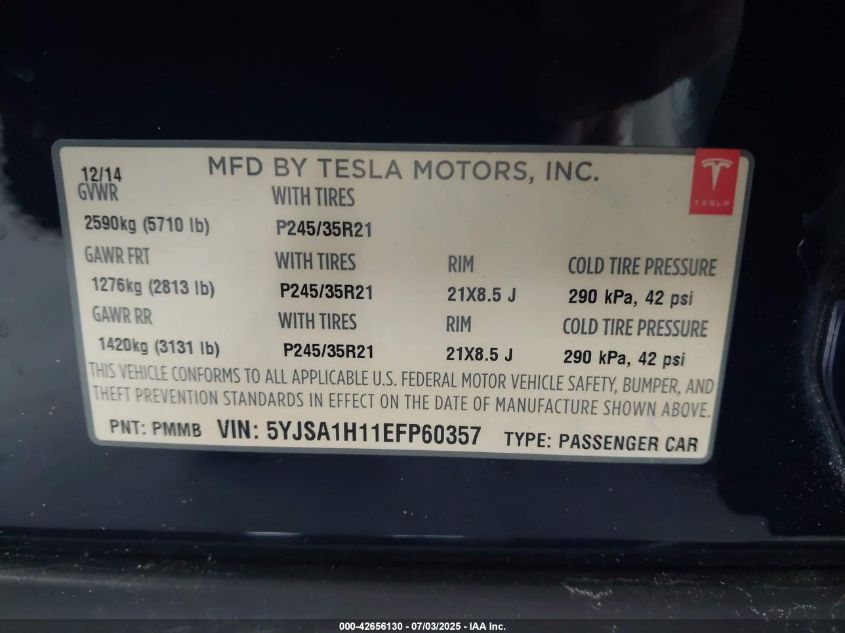 12/14 MFD BY TESLA MOTORS, INC.
TESLA
GVWR WITH TIRES
2590kg (5710 lb) P245/35R21
GAWR FRT WITH TIRES RIM COLD TIRE PRESSURE
1276kg (2813 lb) P245/35R21 21X8.5 J 290 kPa, 42 psi
GAWR RR WITH TIRES RIM COLD TIRE PRESSURE
1420kg (3131 lb) P245/35R21 21X8.5 J 290 kPa, 42 psi
THIS VEHICLE CONFORMS TO ALL APPLICABLE U.S. FEDERAL MOTOR VEHICLE SAFETY, BUMPER, AND
THEFT PREVENTION STANDARDS IN EFFECT ON THE DATE OF MANUFACTURE SHOWN ABOVE.
PNT: PMMB VIN: 5YJSA1H11EFP60357 TYPE: PASSENGER CAR
000-42656130 - 07/03/2025 - IAA Inc.